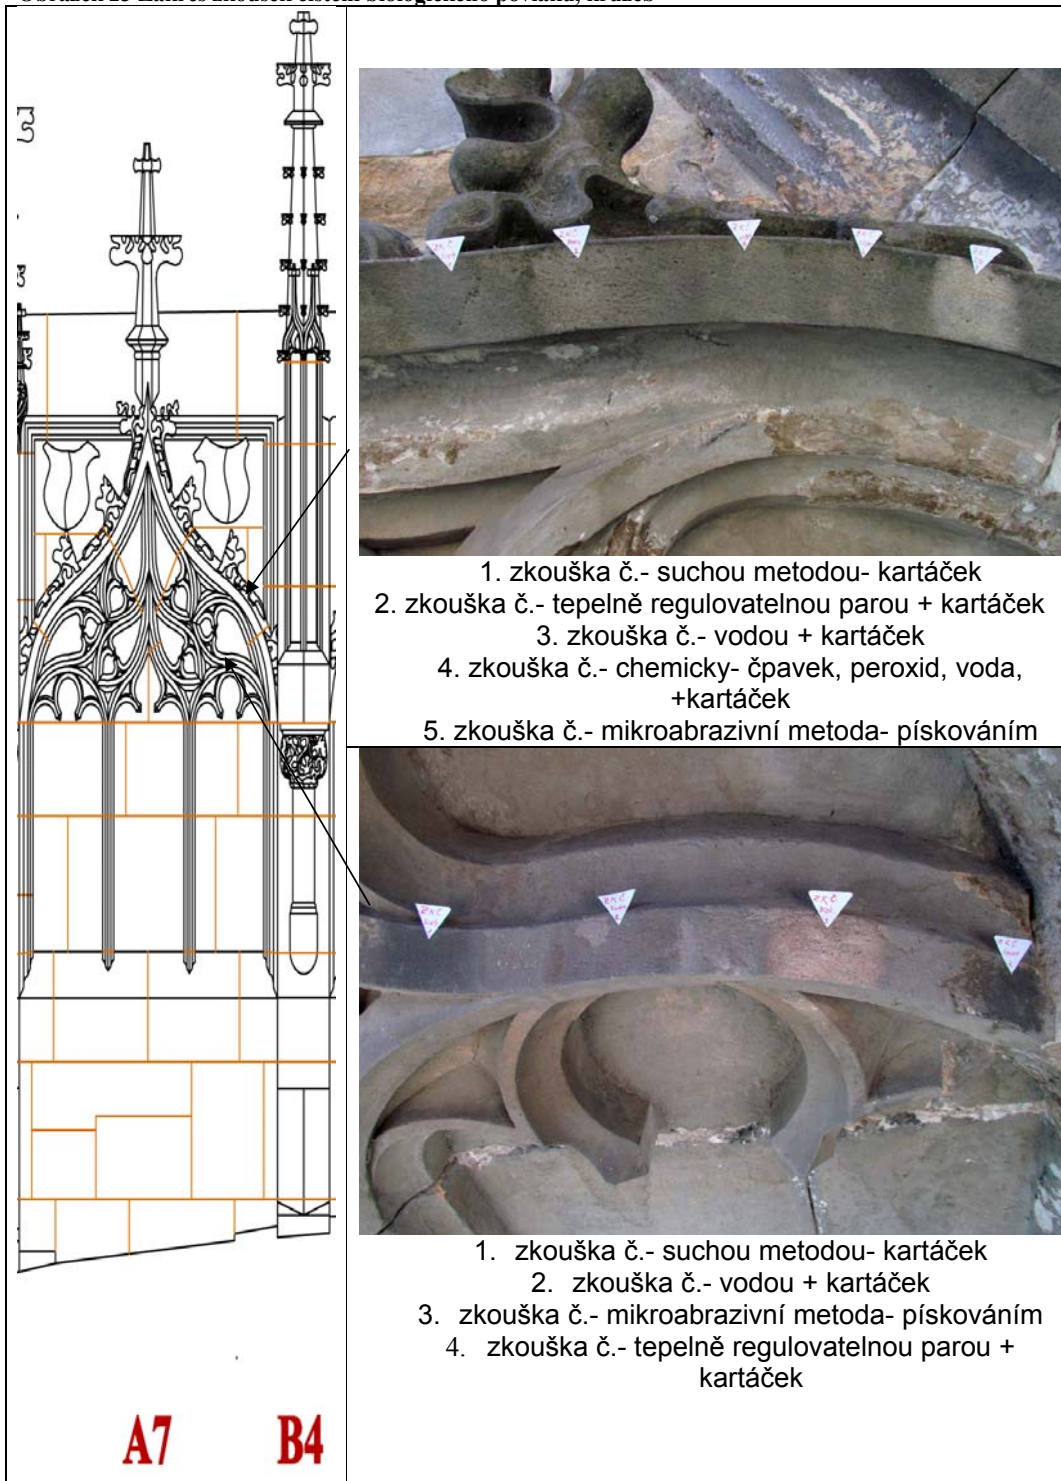 1. zkouška č.- suchou metodou- kartáček
2. zkouška č.- tepelně regulovatelnou parou + kartáček
3. zkouška č.- vodou + kartáček
4. zkouška č.- chemicky- čpavek, peroxid, voda,
+kartáček
5. zkouška č.- mikroabrazivní metoda- pískováním
1. zkouška č.- suchou metodou- kartáček
2. zkouška č.- vodou + kartáček
3. zkouška č.- mikroabrazivní metoda- pískováním
4. zkouška č.- tepelně regulovatelnou parou +
kartáček
A7 B4